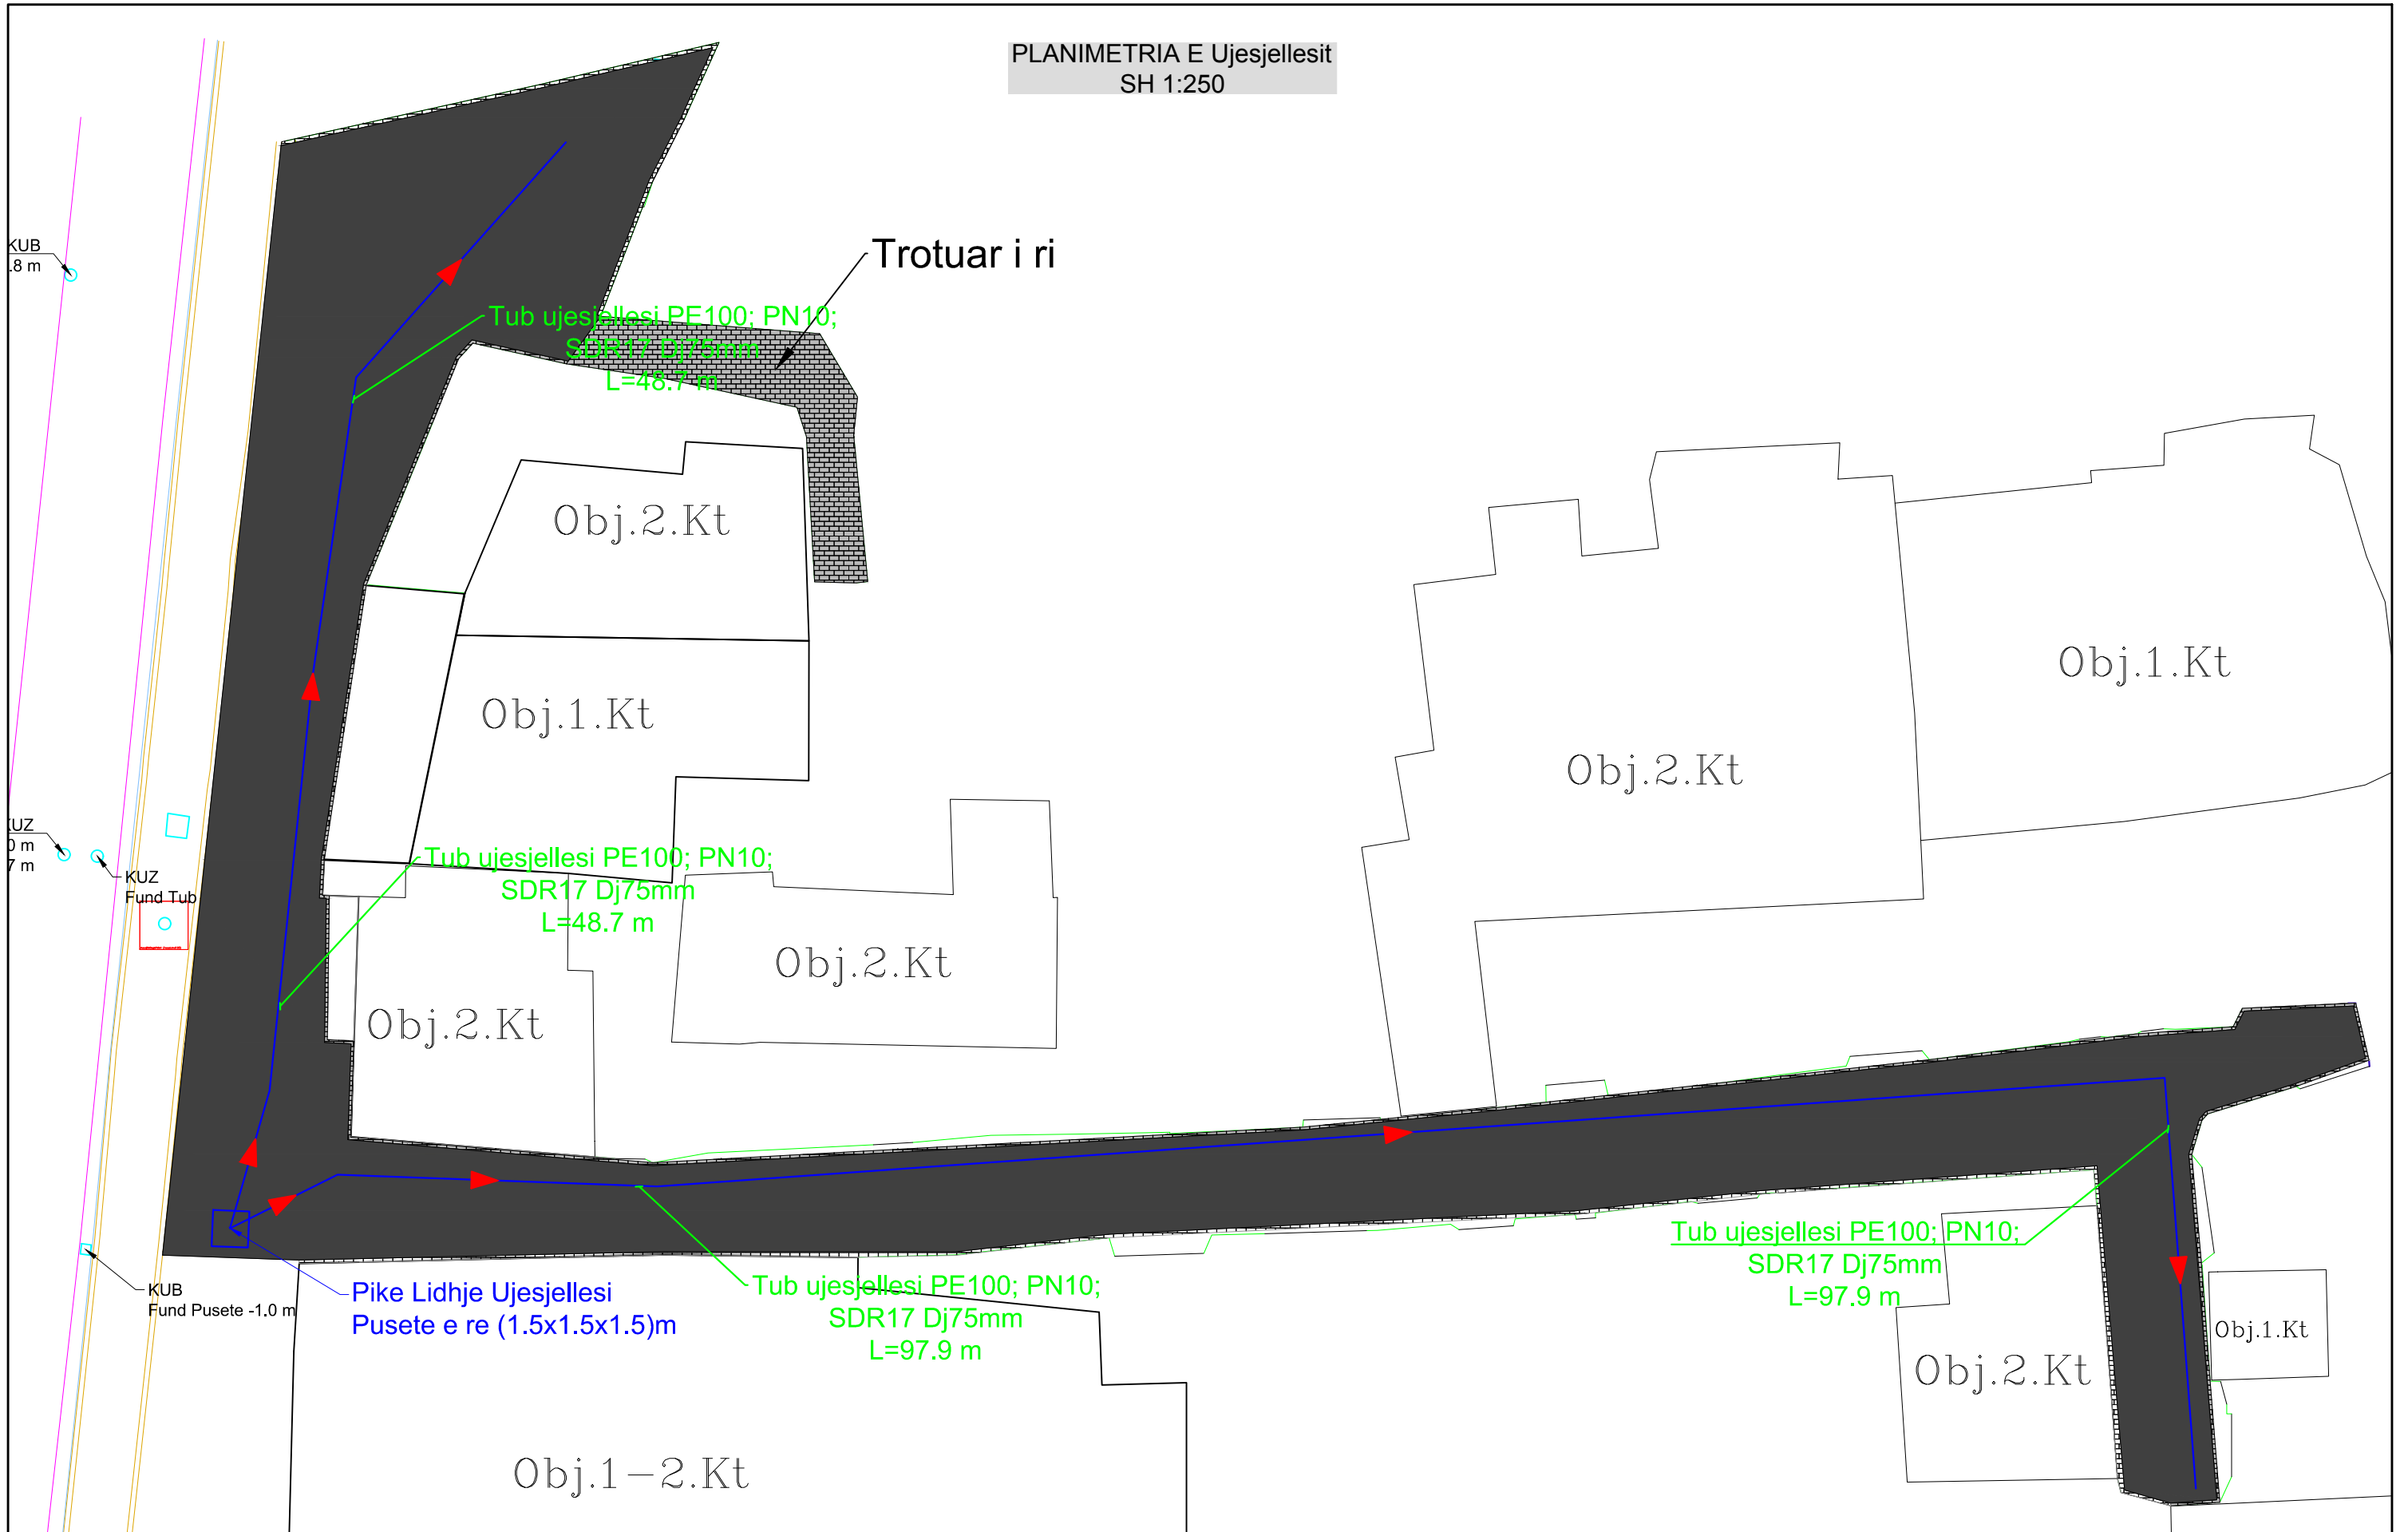 PLANIMETRIA E Ujesjellesit
SH 1:250
KUB
.8 m
Trotuar i ri
Tub ujesjellesi PE100; PN10;
SDR17 Dj75mm
L=48.7 m
Obj.2.Kt
Obj.1.Kt
Obj.1.Kt
Obj.2.Kt
KUZ
0 m
7 m
KUZ
Fund Tub
Tub ujesjellesi PE100; PN10;
SDR17 Dj75mm
L=48.7 m
Obj.2.Kt
Obj.2.Kt
KUB
Fund Pusete -1.0 m
Pike Lidhje Ujesjellesi
Pusete e re (1.5x1.5x1.5)m
Tub ujesjellesi PE100; PN10;
SDR17 Dj75mm
L=97.9 m
Tub ujesjellesi PE100; PN10;
SDR17 Dj75mm
L=97.9 m
Obj.1.Kt
Obj.2.Kt
Obj.1-2.Kt